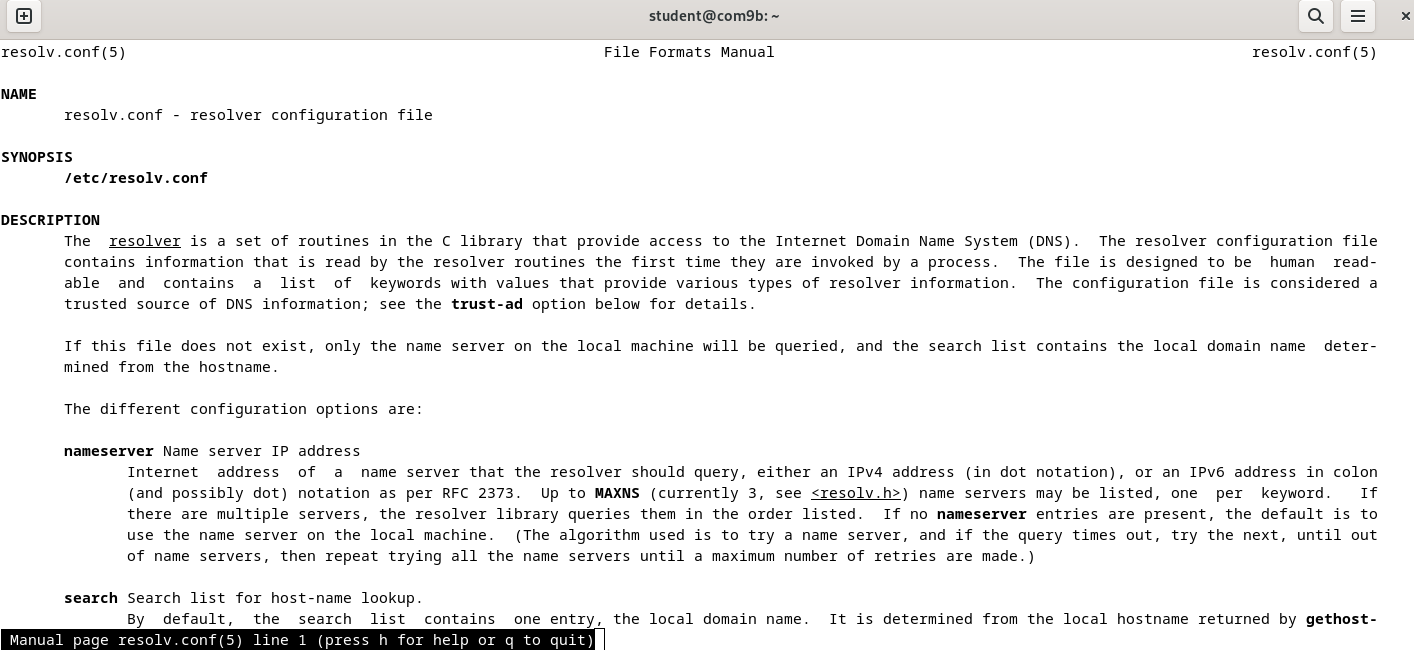 student@com9b: ~
resolv.conf(5) File Formats Manual resolv.conf(5)
NAME
resolv.conf - resolver configuration file
SYNOPSIS
/etc/resolv.conf
DESCRIPTION
The resolver is a set of routines in the C library that provide access to the Internet Domain Name System (DNS). The resolver configuration file
contains information that is read by the resolver routines the first time they are invoked by a process. The file is designed to be human read-
able and contains a list of keywords with values that provide various types of resolver information. The configuration file is considered a
trusted source of DNS information; see the trust-ad option below for details.
If this file does not exist, only the name server on the local machine will be queried, and the search list contains the local domain name deter-
mined from the hostname.
The different configuration options are:
nameserver Name server IP address
Internet address of a name server that the resolver should query, either an IPv4 address (in dot notation), or an IPv6 address in colon
(and possibly dot) notation as per RFC 2373. Up to MAXNS (currently 3, see <resolv.h>) name servers may be listed, one per keyword. If
there are multiple servers, the resolver library queries them in the order listed. If no nameserver entries are present, the default is to
use the name server on the local machine. (The algorithm used is to try a name server, and if the query times out, try the next, until out
of name servers, then repeat trying all the name servers until a maximum number of retries are made.)
search Search list for host-name lookup.
By default, the search list contains one entry, the local domain name. It is determined from the local hostname returned by gethost-
Manual page resolv.conf(5) line 1 (press h for help or q to quit)